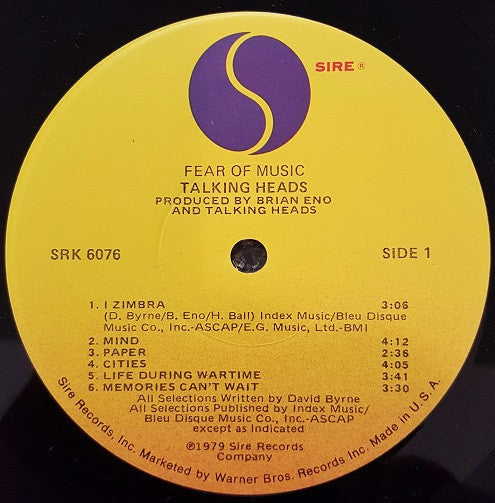 SIRE ®
FEAR OF MUSIC
TALKING HEADS
PRODUCED BY BRIAN ENO
AND TALKING HEADS
SRK 6076
SIDE 1
1. I ZIMBRA 3:06
(D. Byrne/B. Eno/H. Ball) Index Music/Bleu Disque
Music Co., Inc.-ASCAP/E.G. Music, Ltd.-BMI
2. MIND 4:12
3. PAPER 2:36
4. CITIES 4:05
5. LIFE DURING WARTIME 3:41
6. MEMORIES CAN'T WAIT 3:30
All Selections Written by David Byrne
All Selections Published by Index Music/
Bleu Disque Music Co., Inc.-ASCAP
except as Indicated
℗1979 Sire Records
Company
Sire Records, Inc. Marketed by Warner Bros. Records Inc. Made in U.S.A.